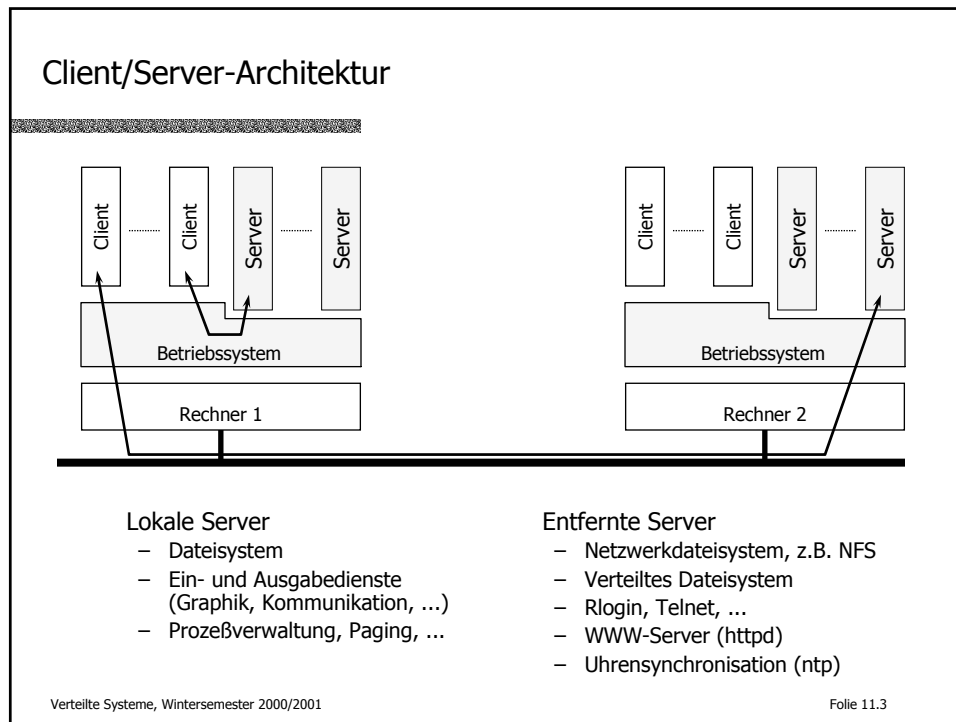 Client/Server-Architektur
Client
Client
Server
Server
Client
Client
Server
Server
Betriebssystem
Betriebssystem
Rechner 1
Rechner 2
Lokale Server
– Dateisystem
– Ein- und Ausgabedienste
(Graphik, Kommunikation, ...)
– Prozeßverwaltung, Paging, ...
Entfernte Server
– Netzwerkdateisystem, z.B. NFS
– Verteiltes Dateisystem
– Rlogin, Telnet, ...
– WWW-Server (httpd)
– Uhrensynchronisation (ntp)
Verteilte Systeme, Wintersemester 2000/2001
Folie 11.3